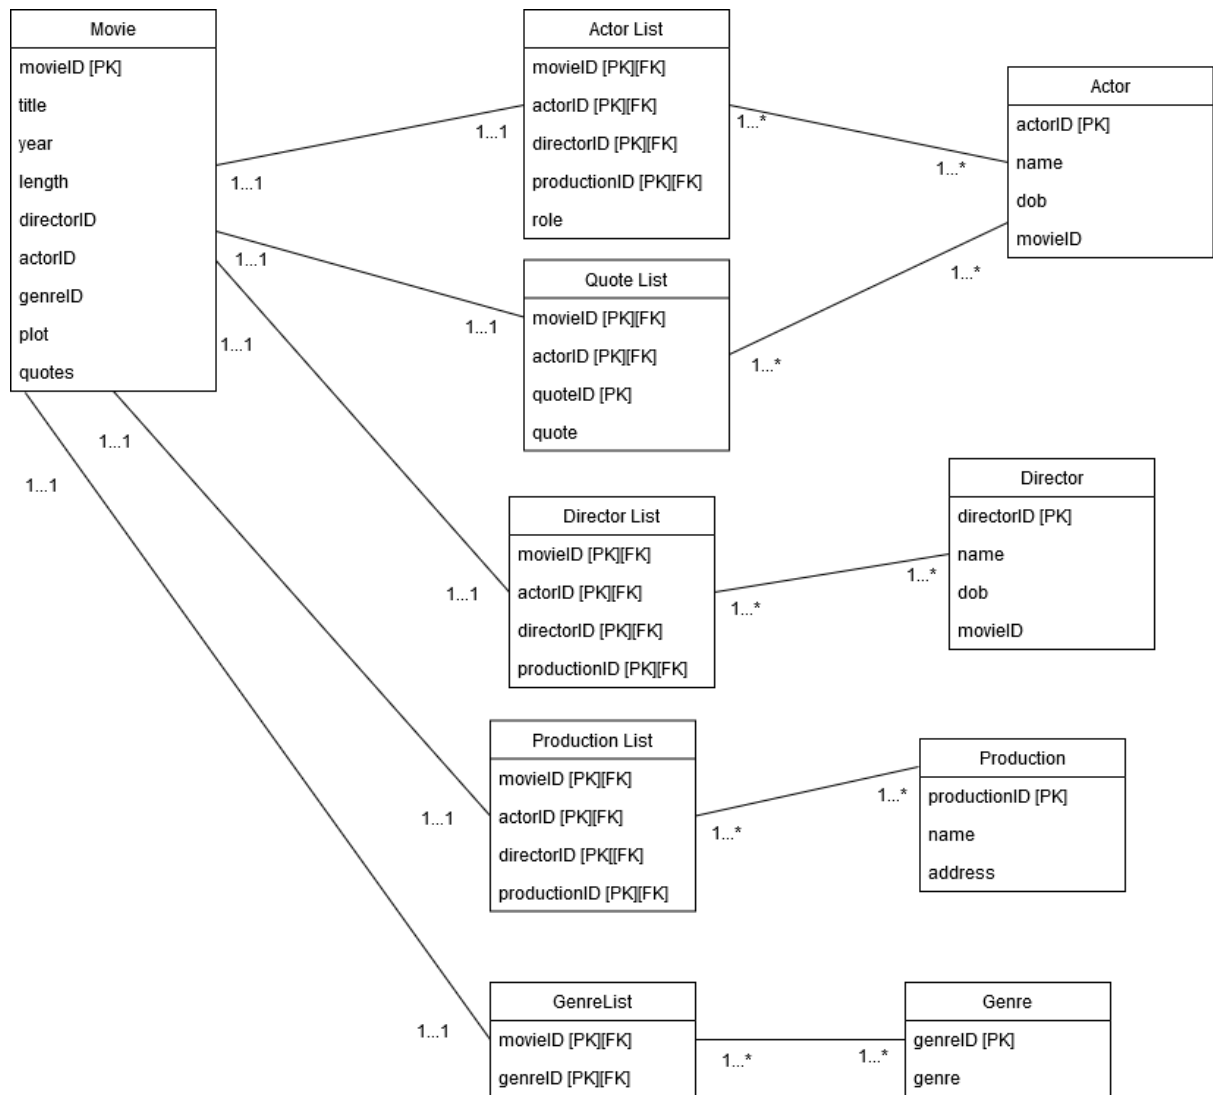 Movie
movieID [PK]
title
year
length
directorID
actorID
genreID
plot
quotes
Actor List
movieID [PK][FK]
actorID [PK][FK]
directorID [PK][FK]
productionID [PK][FK]
role
Actor
actorID [PK]
name
dob
movieID
1...1
1...1
1...*
1...*
Quote List
movieID [PK][FK]
actorID [PK][FK]
quoteID [PK]
quote
1...1
1...1
1...*
1...*
Director List
movieID [PK][FK]
actorID [PK][FK]
directorID [PK][FK]
productionID [PK][FK]
Director
directorID [PK]
name
dob
movieID
1...1
1...1
1...*
1...*
Production List
movieID [PK][FK]
actorID [PK][FK]
directorID [PK[[FK]
productionID [PK][FK]
Production
productionID [PK]
name
address
1...1
1...1
1...*
1...*
GenreList
movieID [PK][FK]
genreID [PK][FK]
Genre
genreID [PK]
genre
1...1
1...1
1...*
1...*